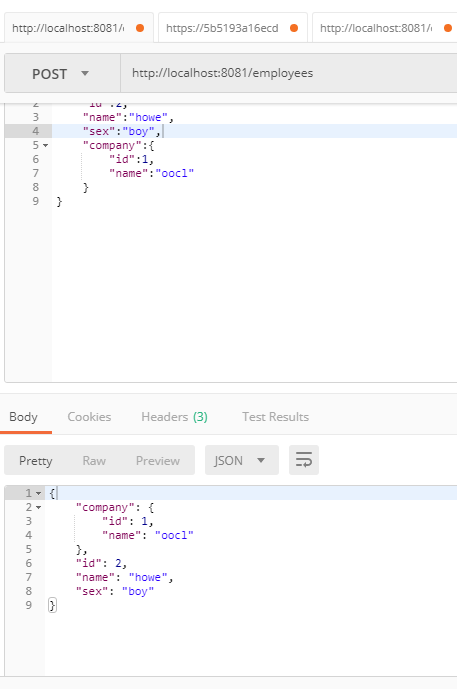 http://localhost:8081/
https://5b5193a16ecd
http://localhost:8081/
POST
http://localhost:8081/employees
2 "id":2,
3 "name":"howe",
4 "sex":"boy",
5 "company":{
6 "id":1,
7 "name":"oocl"
8 }
9 }
Body Cookies Headers (3) Test Results
Pretty Raw Preview JSON
1 {
2 "company": {
3 "id": 1,
4 "name": "oocl"
5 },
6 "id": 2,
7 "name": "howe",
8 "sex": "boy"
9 }